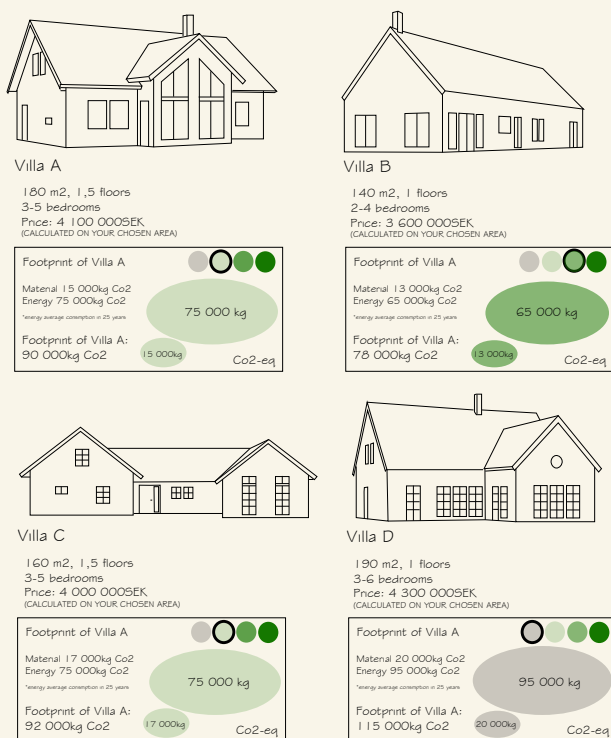 Villa A
180 m2, 1,5 floors
3-5 bedrooms
Price: 4 100 000SEK
(CALCULATED ON YOUR CHOSEN AREA)
Footprint of Villa A
Material 15 000kg Co2
Energy 75 000kg Co2
*energy average consemption in 25 years
Footprint of Villa A:
90 000kg Co2
75 000 kg
15 000kg
Co2-eq
Villa B
140 m2, 1 floors
2-4 bedrooms
Price: 3 600 000SEK
(CALCULATED ON YOUR CHOSEN AREA)
Footprint of Villa A
Material 13 000kg Co2
Energy 65 000kg Co2
*energy average consemption in 25 years
Footprint of Villa A:
78 000kg Co2
65 000 kg
13 000kg
Co2-eq
Villa C
160 m2, 1,5 floors
3-5 bedrooms
Price: 4 000 000SEK
(CALCULATED ON YOUR CHOSEN AREA)
Footprint of Villa A
Material 17 000kg Co2
Energy 75 000kg Co2
*energy average consemption in 25 years
Footprint of Villa A:
92 000kg Co2
75 000 kg
17 000kg
Co2-eq
Villa D
190 m2, 1 floors
3-6 bedrooms
Price: 4 300 000SEK
(CALCULATED ON YOUR CHOSEN AREA)
Footprint of Villa A
Material 20 000kg Co2
Energy 95 000kg Co2
*energy average consemption in 25 years
Footprint of Villa A:
115 000kg Co2
95 000 kg
20 000kg
Co2-eq